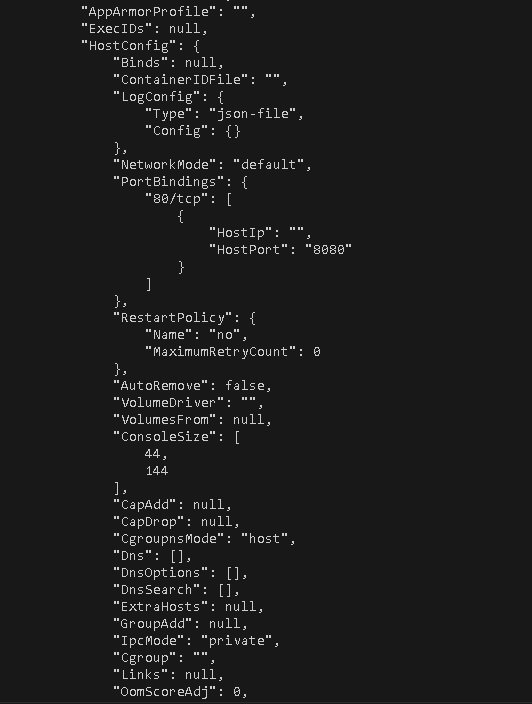 "AppArmorProfile": "",
"ExecIDs": null,
"HostConfig": {
"Binds": null,
"ContainerIDFile": "",
"LogConfig": {
"Type": "json-file",
"Config": {}
},
"NetworkMode": "default",
"PortBindings": {
"80/tcp": [
{
"HostIp": "",
"HostPort": "8080"
}
]
},
"RestartPolicy": {
"Name": "no",
"MaximumRetryCount": 0
},
"AutoRemove": false,
"VolumeDriver": "",
"VolumesFrom": null,
"ConsoleSize": [
44,
144
],
"CapAdd": null,
"CapDrop": null,
"CgroupnsMode": "host",
"Dns": [],
"DnsOptions": [],
"DnsSearch": [],
"ExtraHosts": null,
"GroupAdd": null,
"IpcMode": "private",
"Cgroup": "",
"Links": null,
"OomScoreAdj": 0,